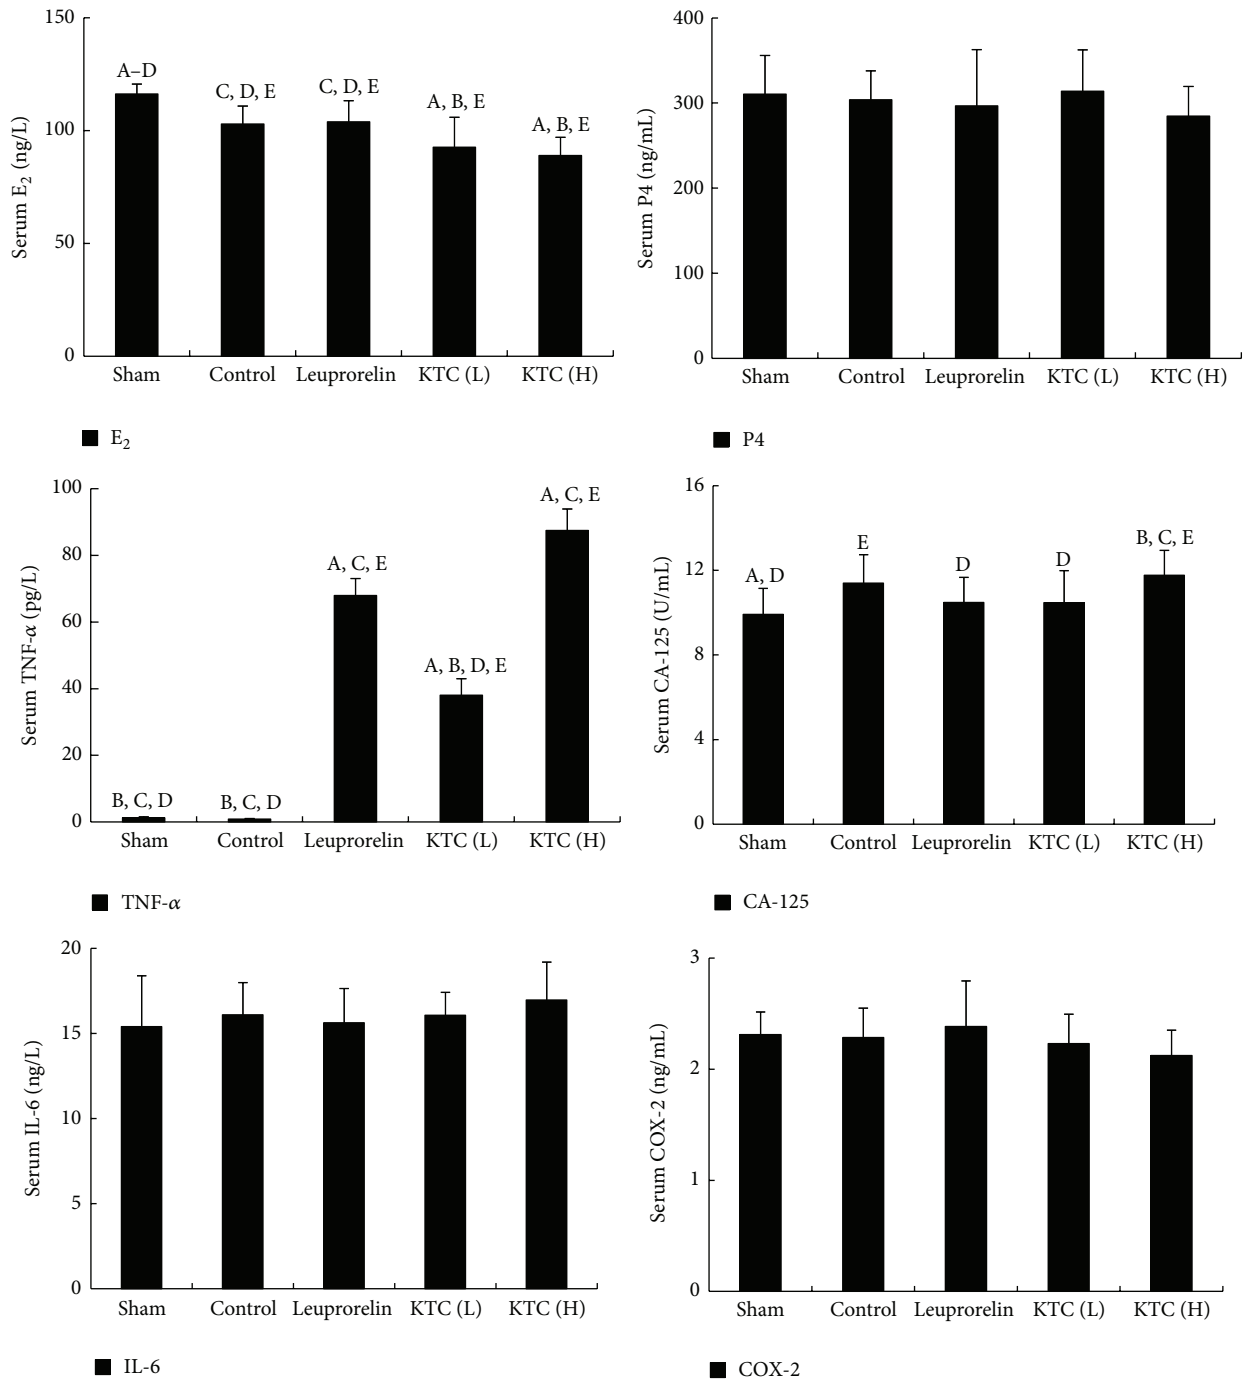 Serum E2 (ng/L)
150
100
50
0
A–D
C, D, E
C, D, E
A, B, E
A, B, E
Sham Control Leuprorelin KTC (L) KTC (H)
E2
Serum P4 (ng/mL)
400
300
200
100
0
Sham Control Leuprorelin KTC (L) KTC (H)
P4
Serum TNF-α (pg/L)
100
80
60
40
20
0
B, C, D
B, C, D
A, C, E
A, B, D, E
A, C, E
Sham Control Leuprorelin KTC (L) KTC (H)
TNF-α
Serum CA-125 (U/mL)
16
12
8
4
0
A, D
E
D
D
B, C, E
Sham Control Leuprorelin KTC (L) KTC (H)
CA-125
Serum IL-6 (ng/L)
20
15
10
5
0
Sham Control Leuprorelin KTC (L) KTC (H)
IL-6
Serum COX-2 (ng/mL)
3
2
1
0
Sham Control Leuprorelin KTC (L) KTC (H)
COX-2